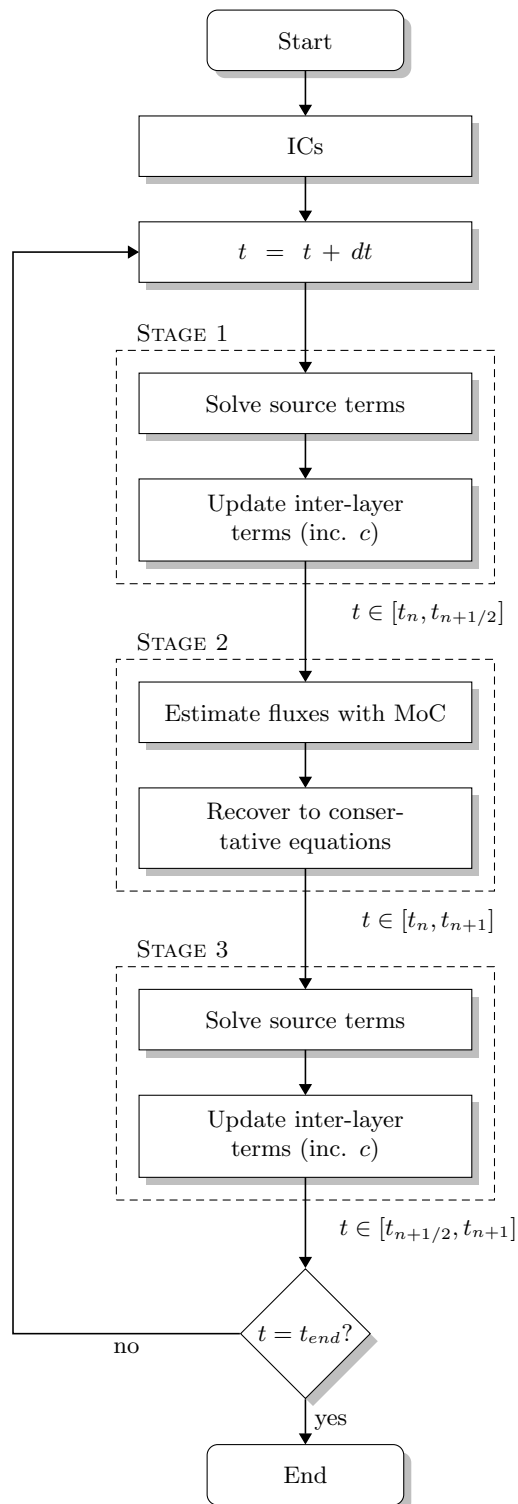 Start
ICs
t = t + dt
STAGE 1
Solve source terms
Update inter-layer
terms (inc. c)
t ∈ [t_n, t_{n+1/2}]
STAGE 2
Estimate fluxes with MoC
Recover to conser-
tative equations
t ∈ [t_n, t_{n+1}]
STAGE 3
Solve source terms
Update inter-layer
terms (inc. c)
t ∈ [t_{n+1/2}, t_{n+1}]
t = t_{end}?
no
yes
End